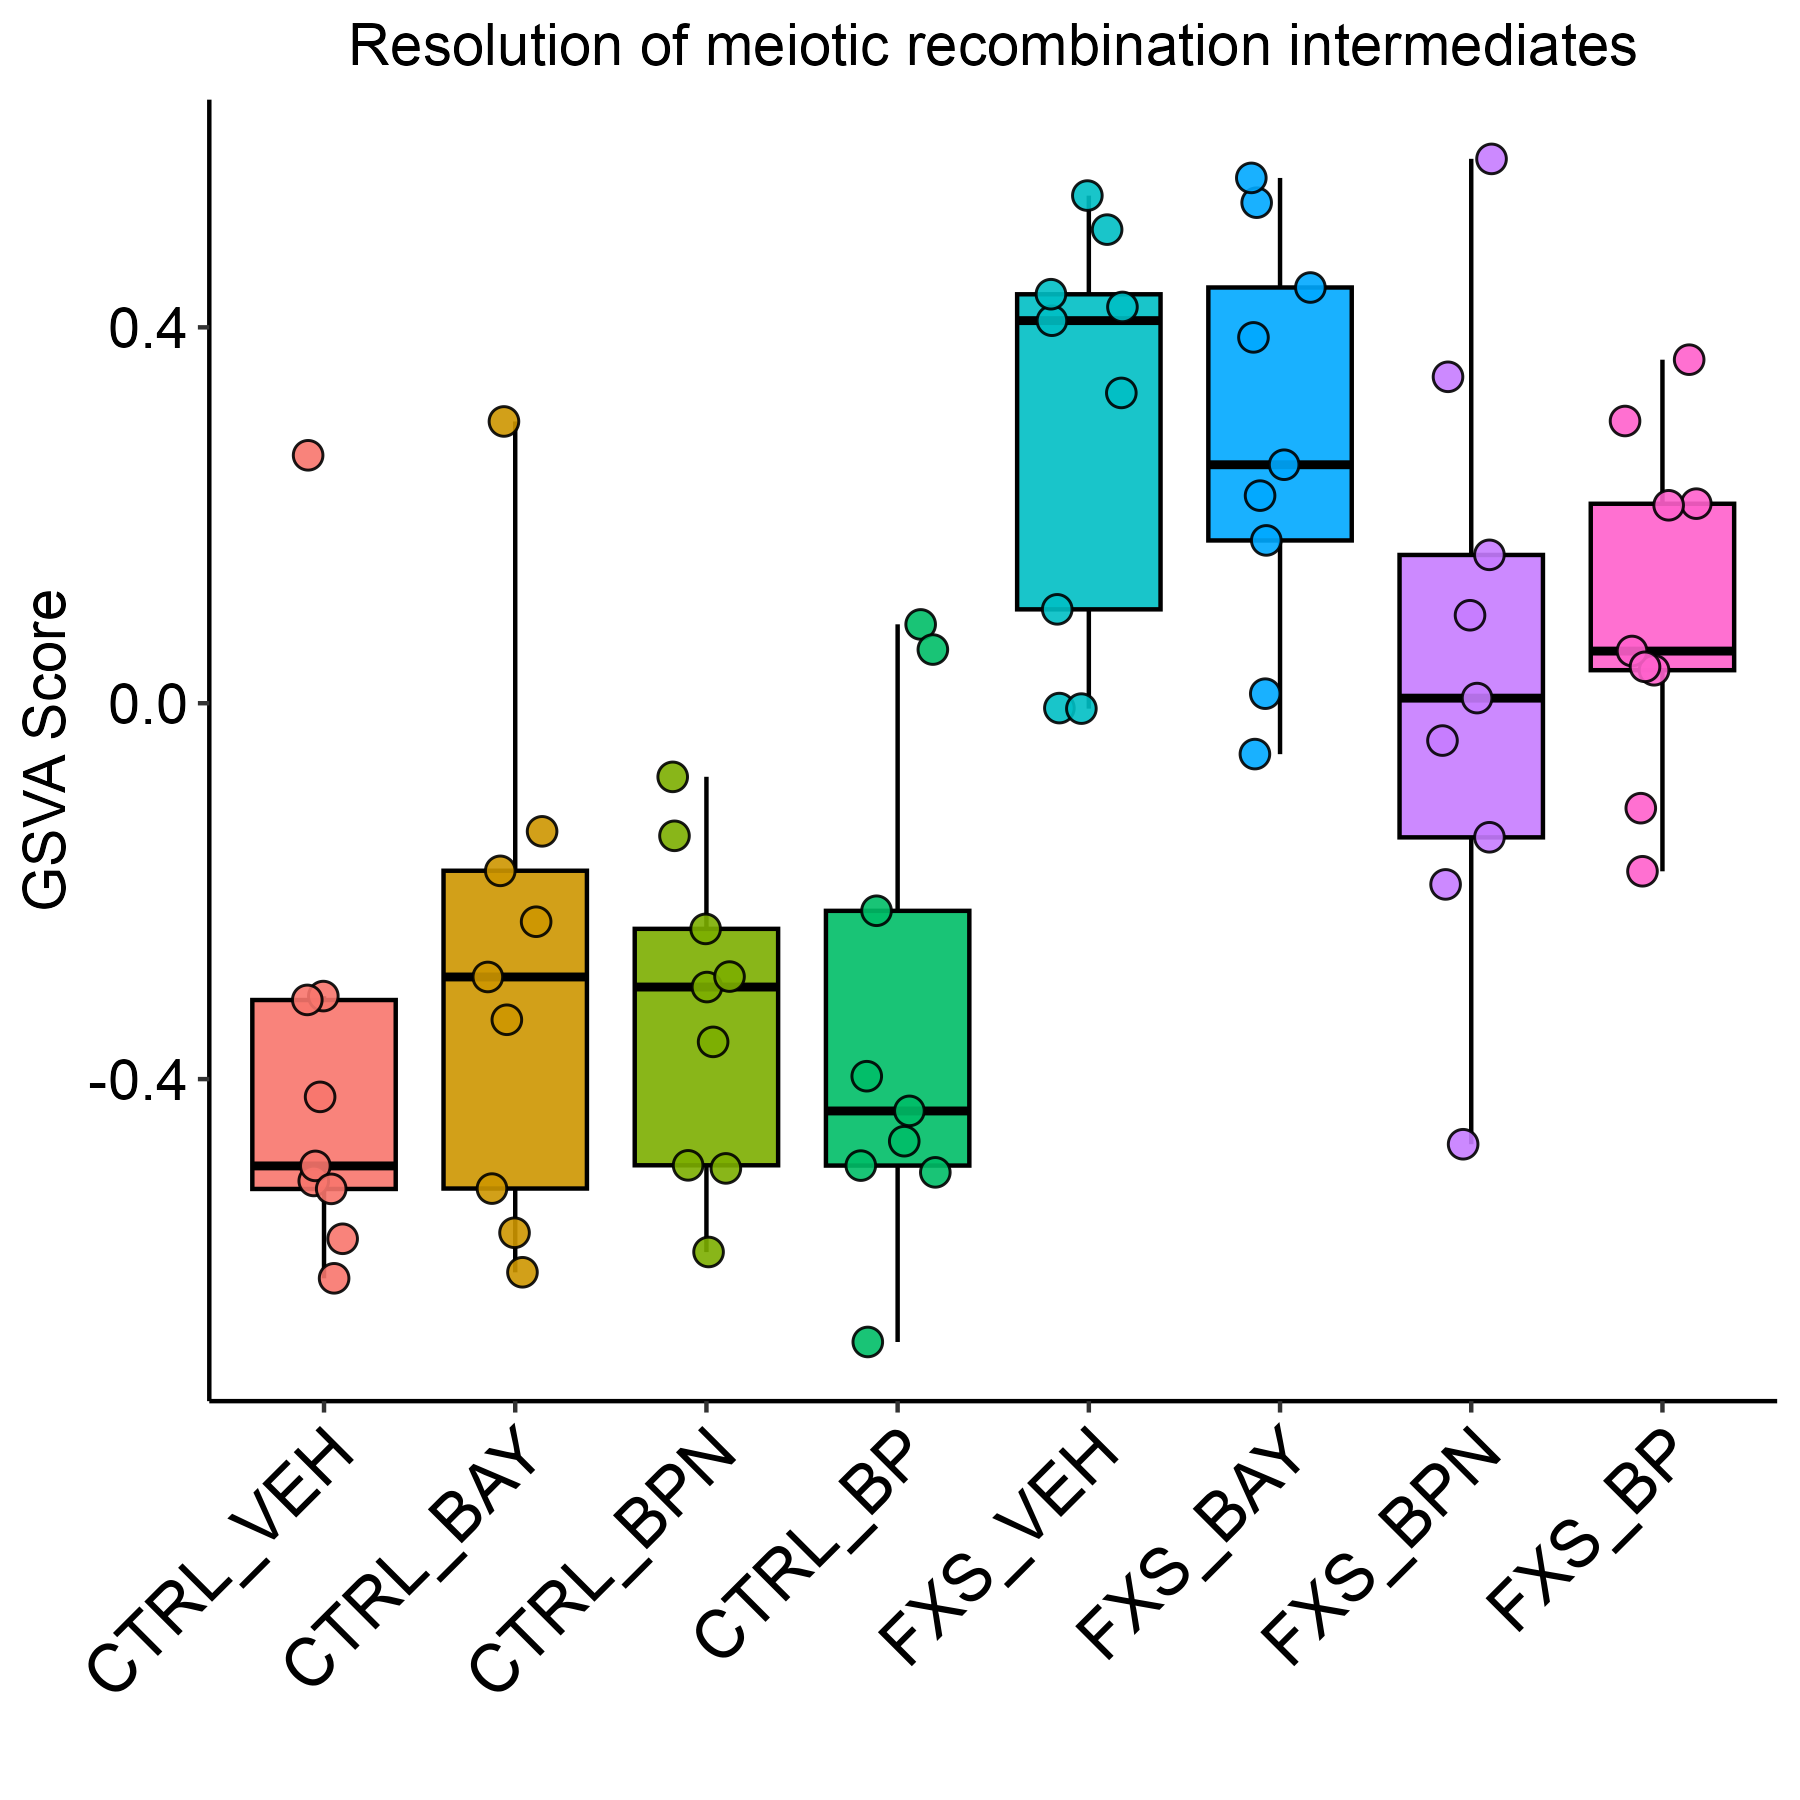 Resolution of meiotic recombination intermediates
GSVA Score
0.4
0.0
-0.4
CTRL_VEH
CTRL_BAY
CTRL_BPN
CTRL_BP
FXS_VEH
FXS_BAY
FXS_BPN
FXS_BP